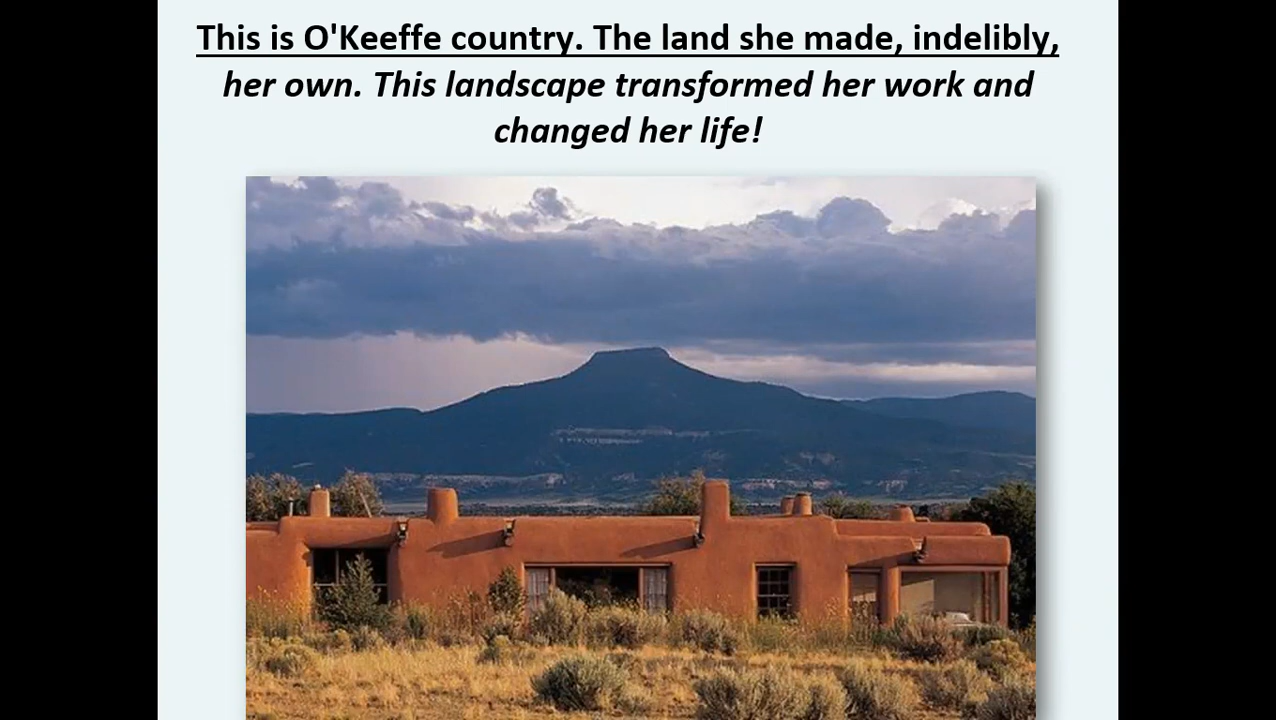 This is O'Keeffe country. The land she made, indelibly,
her own. This landscape transformed her work and
changed her life!